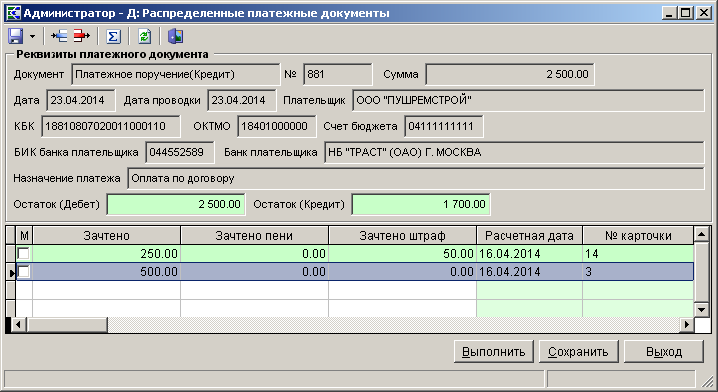 Администратор - Д: Распределенные платежные документы
Реквизиты платежного документа
Документ Платежное поручение(Кредит) № 881 Сумма 2 500.00
Дата 23.04.2014 Дата проводки 23.04.2014 Плательщик ООО "ПУШРЕМСТРОЙ"
КБК 18810807020011000110 ОКТМО 18401000000 Счет бюджета 04111111111
БИК банка плательщика 044552589 Банк плательщика НБ "ТРАСТ" (ОАО) Г. МОСКВА
Назначение платежа Оплата по договору
Остаток (Дебет) 2 500.00 Остаток (Кредит) 1 700.00
М Зачтено Зачтено пени Зачтено штраф Расчетная дата № карточки
250.00 0.00 50.00 16.04.2014 14
500.00 0.00 0.00 16.04.2014 3
Выполнить Сохранить Выход